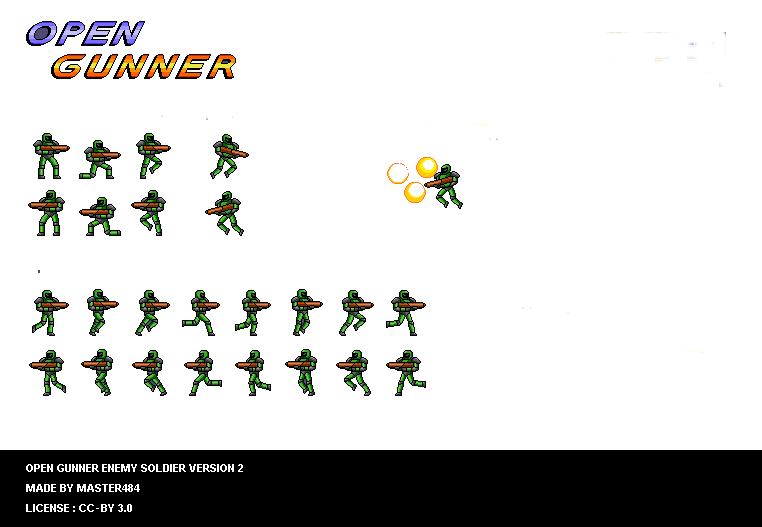 OPEN
GUNNER
OPEN GUNNER ENEMY SOLDIER VERSION 2
MADE BY MASTER484
LICENSE : CC-BY 3.0